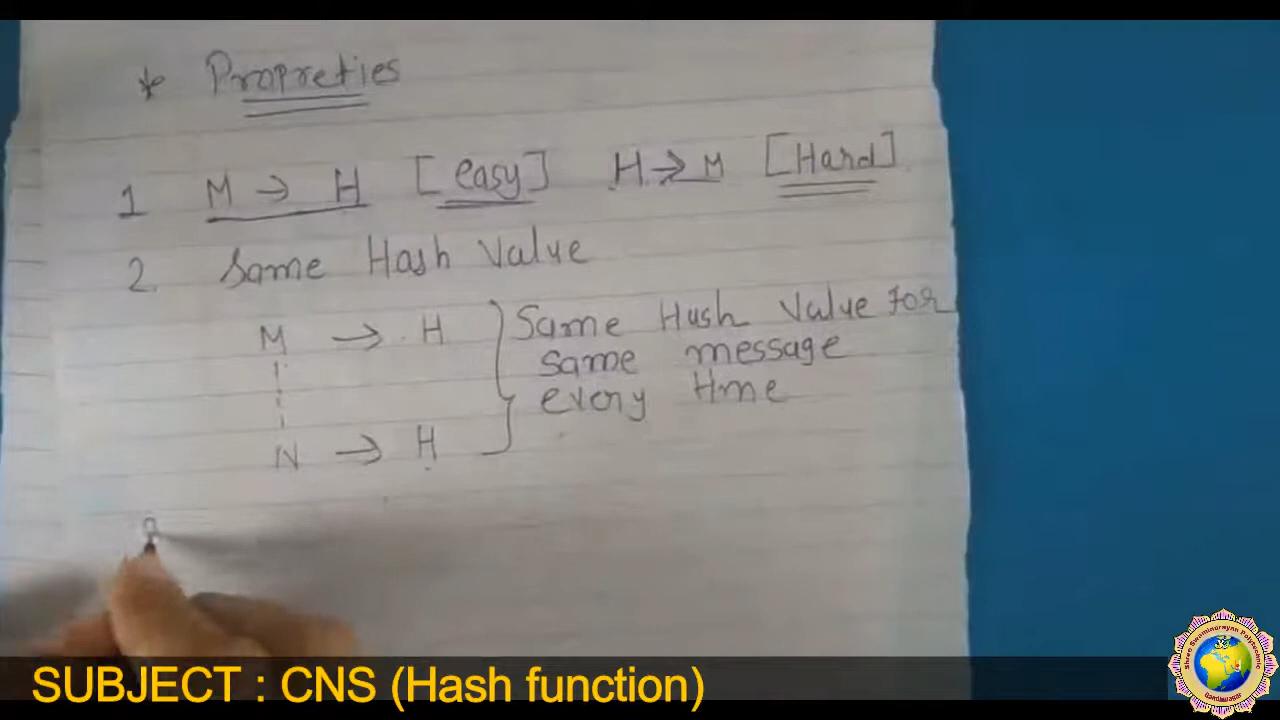 * Propreties
1 M → H [easy] H → M [Hard]
2. Same Hash Value
M → H
N → H
Same Hash Value For
same message
every time
SUBJECT : CNS (Hash function)